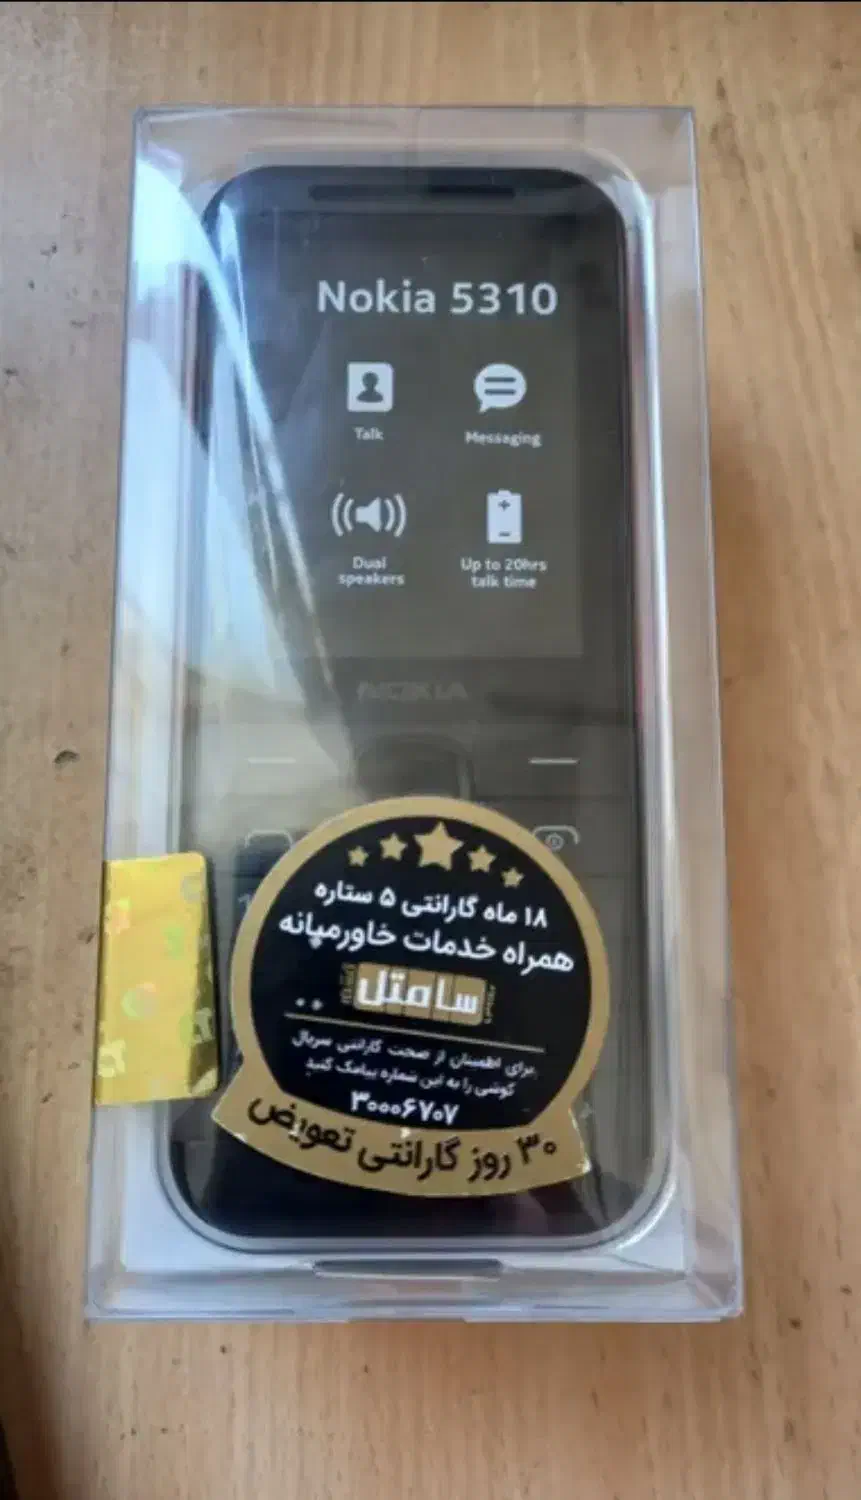 Nokia 5310
Talk
Messaging
Dual
speakers
Up to 20hrs
talk time
NOKIA
۱۸ ماه گارانتی ۵ ستاره
همراه خدمات خاورمیانه
سامتل
برای اطمینان از صحت گارانتی سریال
گوشی را به این شماره پیامک کنید
۳۰۰۰۶۷۰۷
۳۰ روز گارانتی تعویض